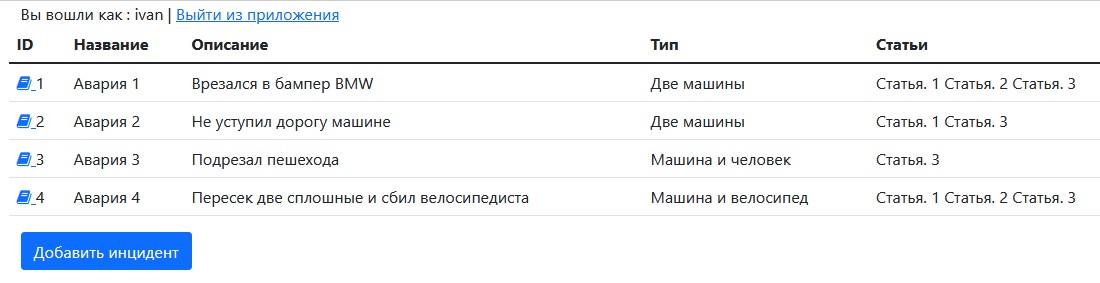 Вы вошли как : ivan | Выйти из приложения
ID Название Описание Тип Статьи
1 Авария 1 Врезался в бампер BMW Две машины Статья. 1 Статья. 2 Статья. 3
2 Авария 2 Не уступил дорогу машине Две машины Статья. 1 Статья. 3
3 Авария 3 Подрезал пешехода Машина и человек Статья. 3
4 Авария 4 Пересек две сплошные и сбил велосипедиста Машина и велосипед Статья. 1 Статья. 2 Статья. 3
Добавить инцидент